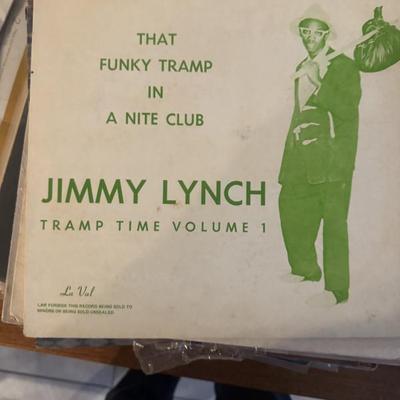 THAT
FUNKY TRAMP
IN
A NITE CLUB
JIMMY LYNCH
TRAMP TIME VOLUME 1
La Val
LAW FORBIDS THIS RECORD BEING SOLD TO
MINORS OR BEING SOLD UNSEALED